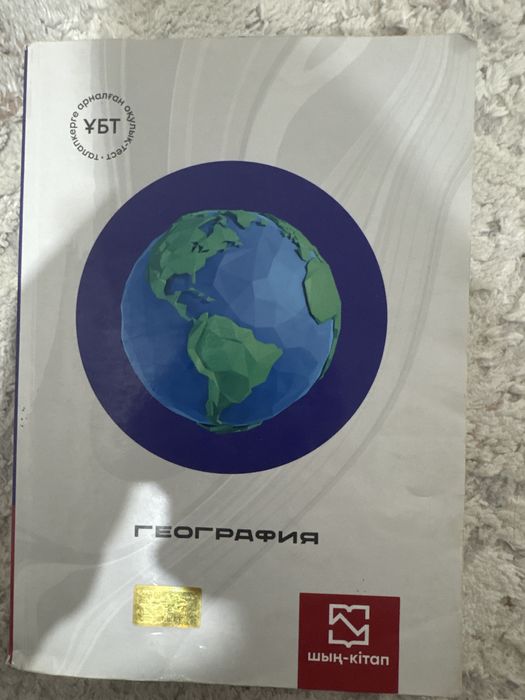 талапкерге арналған оқулық-тест •
ҰБТ
ГЕОГРАФИЯ
шың-кітап